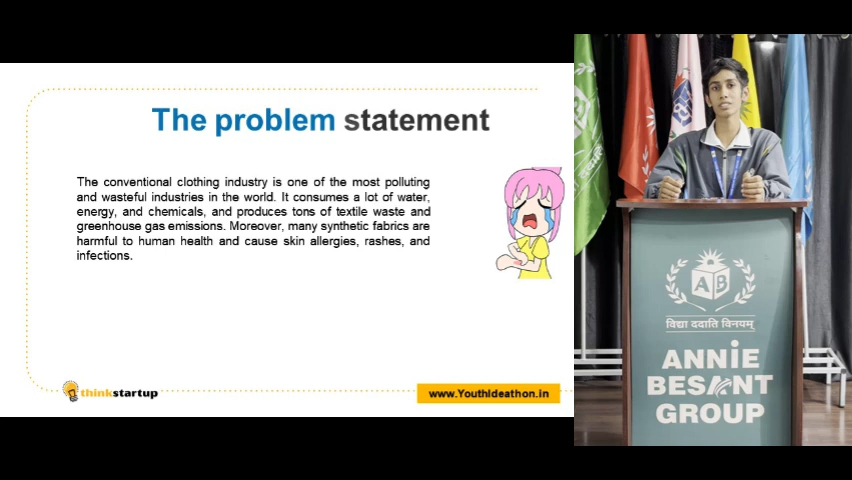 The problem statement
The conventional clothing industry is one of the most polluting
and wasteful industries in the world. It consumes a lot of water,
energy, and chemicals, and produces tons of textile waste and
greenhouse gas emissions. Moreover, many synthetic fabrics are
harmful to human health and cause skin allergies, rashes, and
infections.
thinkstartup
www.YouthIdeathon.in
AB
विद्या ददाति विनयम्
ANNIE
BESANT
GROUP